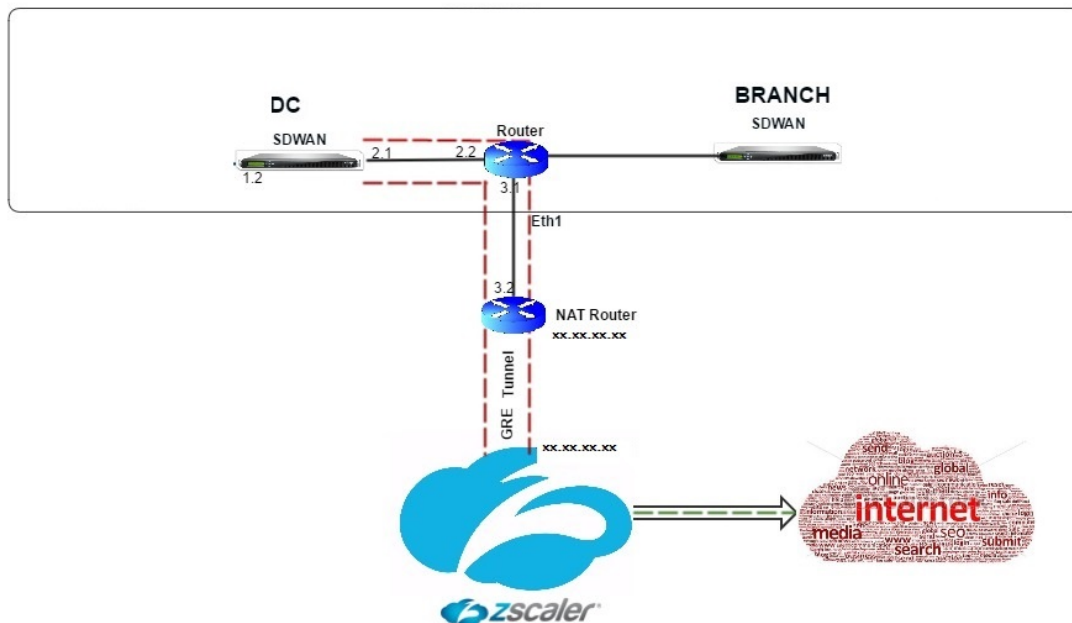 DC
SDWAN
1.2
2.1
2.2
Router
3.1
BRANCH
SDWAN
Eth1
3.2
NAT Router
xx.xx.xx.xx
GRE Tunnel
xx.xx.xx.xx
zscaler
send
network
global
online
info
internet
media
www
seo
search
submit